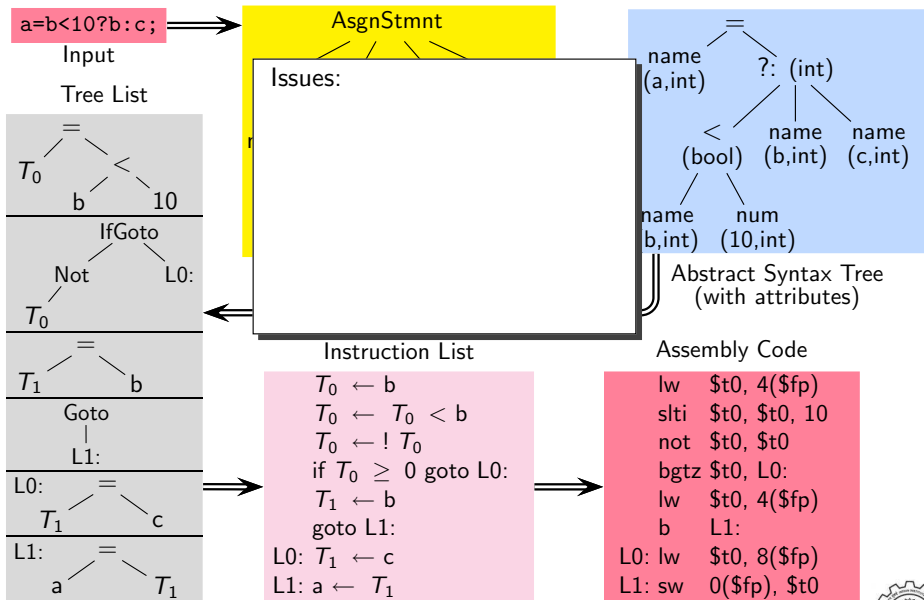 a=b<10?b:c;
Input
AsgnStmnt
Issues:
=
name
(a,int)
?: (int)
<
(bool)
name
(b,int)
name
(c,int)
name
b,int)
num
(10,int)
Abstract Syntax Tree
(with attributes)
Tree List
=
T0
<
b
10
IfGoto
Not
L0:
T0
=
T1
b
Goto
L1:
L0:
=
T1
c
L1:
=
a
T1
Instruction List
T0 ← b
T0 ← T0 < b
T0 ← ! T0
if T0 ≥ 0 goto L0:
T1 ← b
goto L1:
L0: T1 ← c
L1: a ← T1
Assembly Code
lw $t0, 4($fp)
slti $t0, $t0, 10
not $t0, $t0
bgtz $t0, L0:
lw $t0, 4($fp)
b L1:
L0: lw $t0, 8($fp)
L1: sw 0($fp), $t0